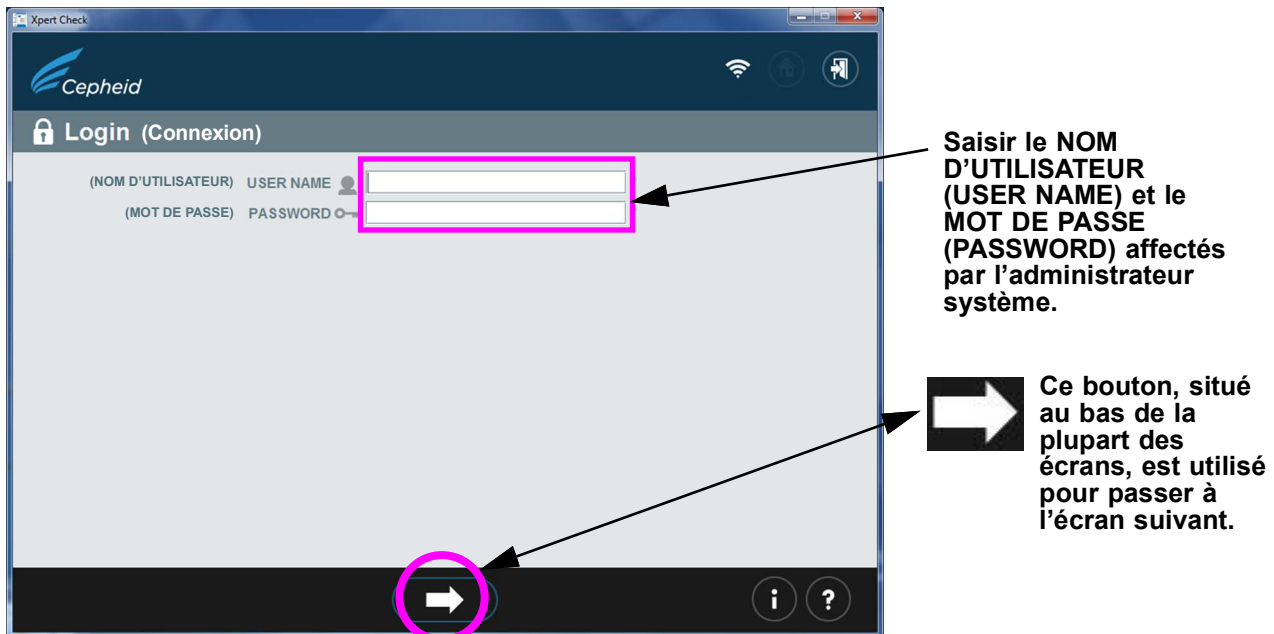 Xpert Check
Cepheid
Login (Connexion)
(NOM D’UTILISATEUR) USER NAME
(MOT DE PASSE) PASSWORD
Saisir le NOM
D’UTILISATEUR
(USER NAME) et le
MOT DE PASSE
(PASSWORD) affectés
par l’administrateur
système.
Ce bouton, situé
au bas de la
plupart des
écrans, est utilisé
pour passer à
l’écran suivant.
i ?